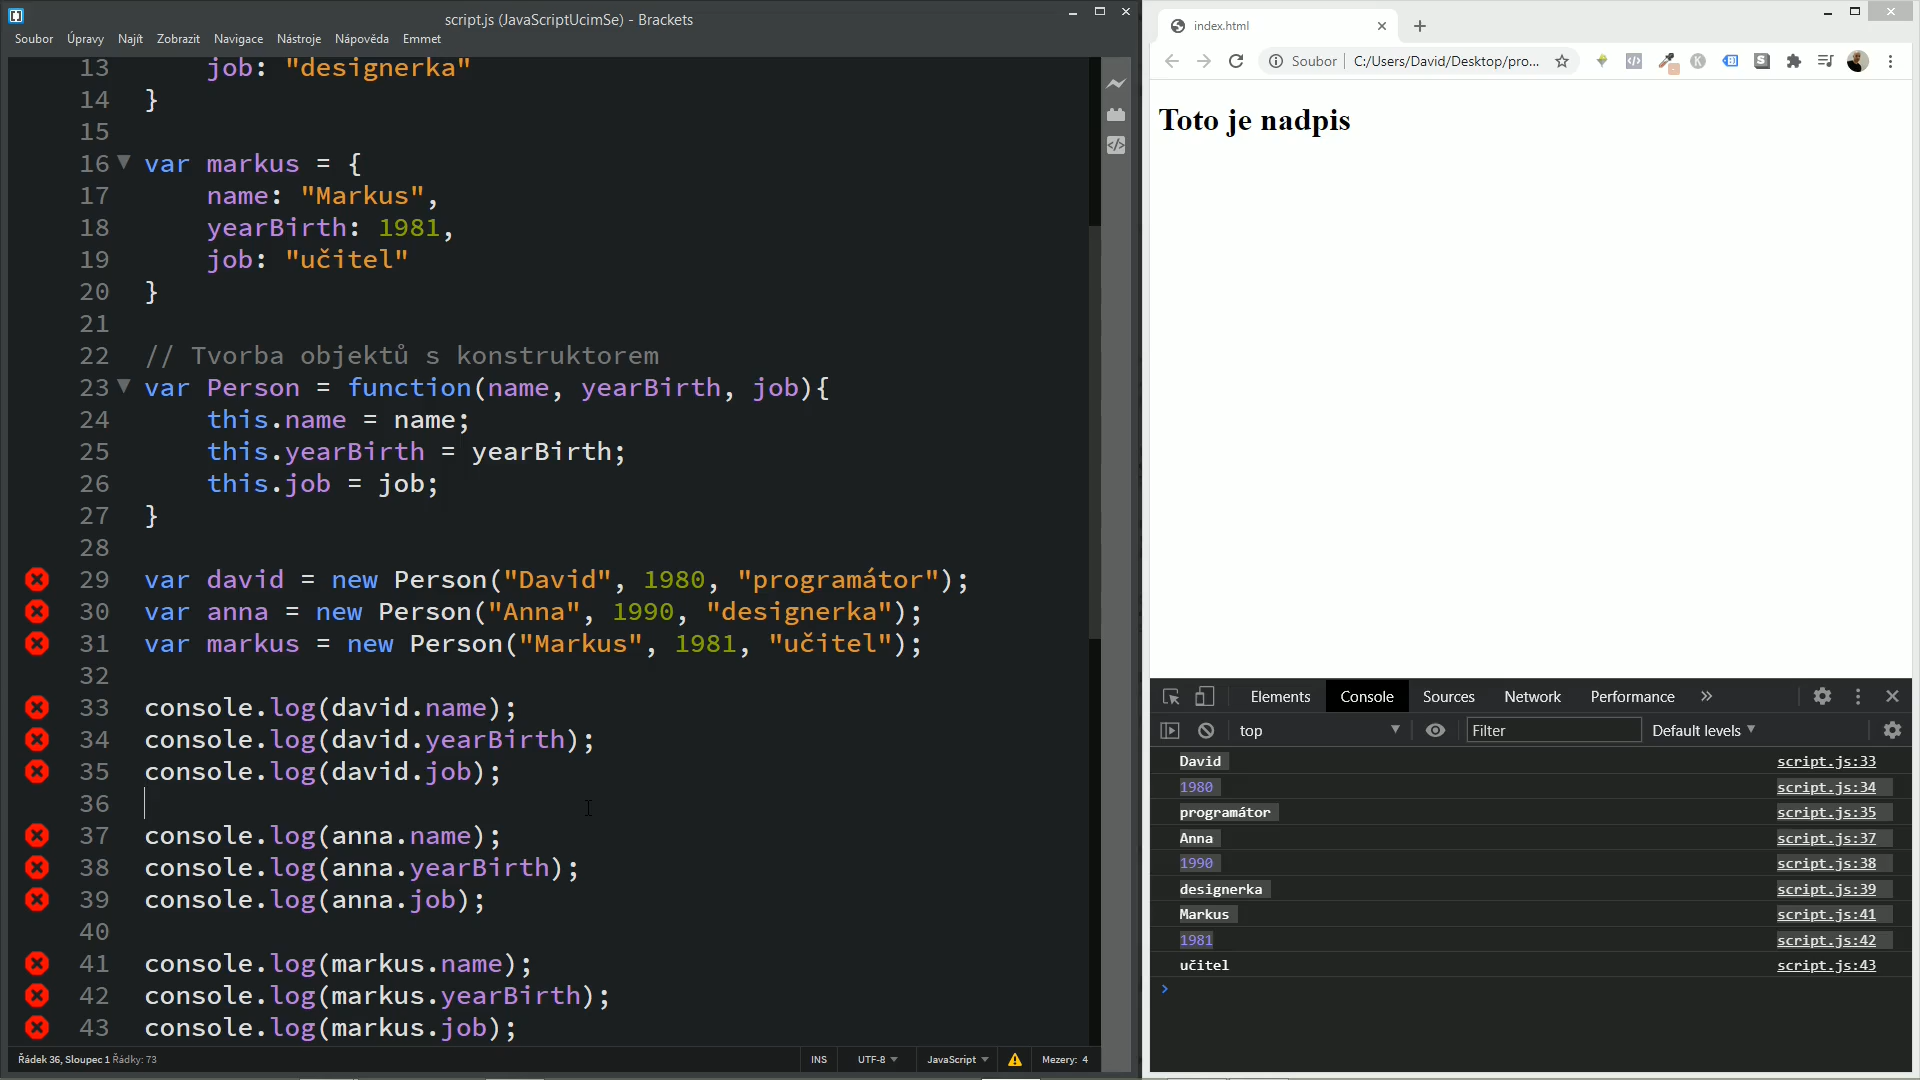 script.js (JavaScriptUcimSe) - Brackets
Soubor Úpravy Najít Zobrazit Navigace Nástroje Nápověda Emmet
13 job: "designerka"
14 }
15
16 var markus = {
17 name: "Markus",
18 yearBirth: 1981,
19 job: "učitel"
20 }
21
22 // Tvorba objektů s konstruktorem
23 var Person = function(name, yearBirth, job){
24 this.name = name;
25 this.yearBirth = yearBirth;
26 this.job = job;
27 }
28
29 var david = new Person("David", 1980, "programátor");
30 var anna = new Person("Anna", 1990, "designerka");
31 var markus = new Person("Markus", 1981, "učitel");
32
33 console.log(david.name);
34 console.log(david.yearBirth);
35 console.log(david.job);
36
37 console.log(anna.name);
38 console.log(anna.yearBirth);
39 console.log(anna.job);
40
41 console.log(markus.name);
42 console.log(markus.yearBirth);
43 console.log(markus.job);
Řádek 36, Sloupec 1 Řádky: 73 INS UTF-8 JavaScript Mezery: 4
index.html
Soubor C:/Users/David/Desktop/pro...
Toto je nadpis
Elements Console Sources Network Performance »
top Filter Default levels
David script.js:33
1980 script.js:34
programátor script.js:35
Anna script.js:37
1990 script.js:38
designerka script.js:39
Markus script.js:41
1981 script.js:42
učitel script.js:43
>